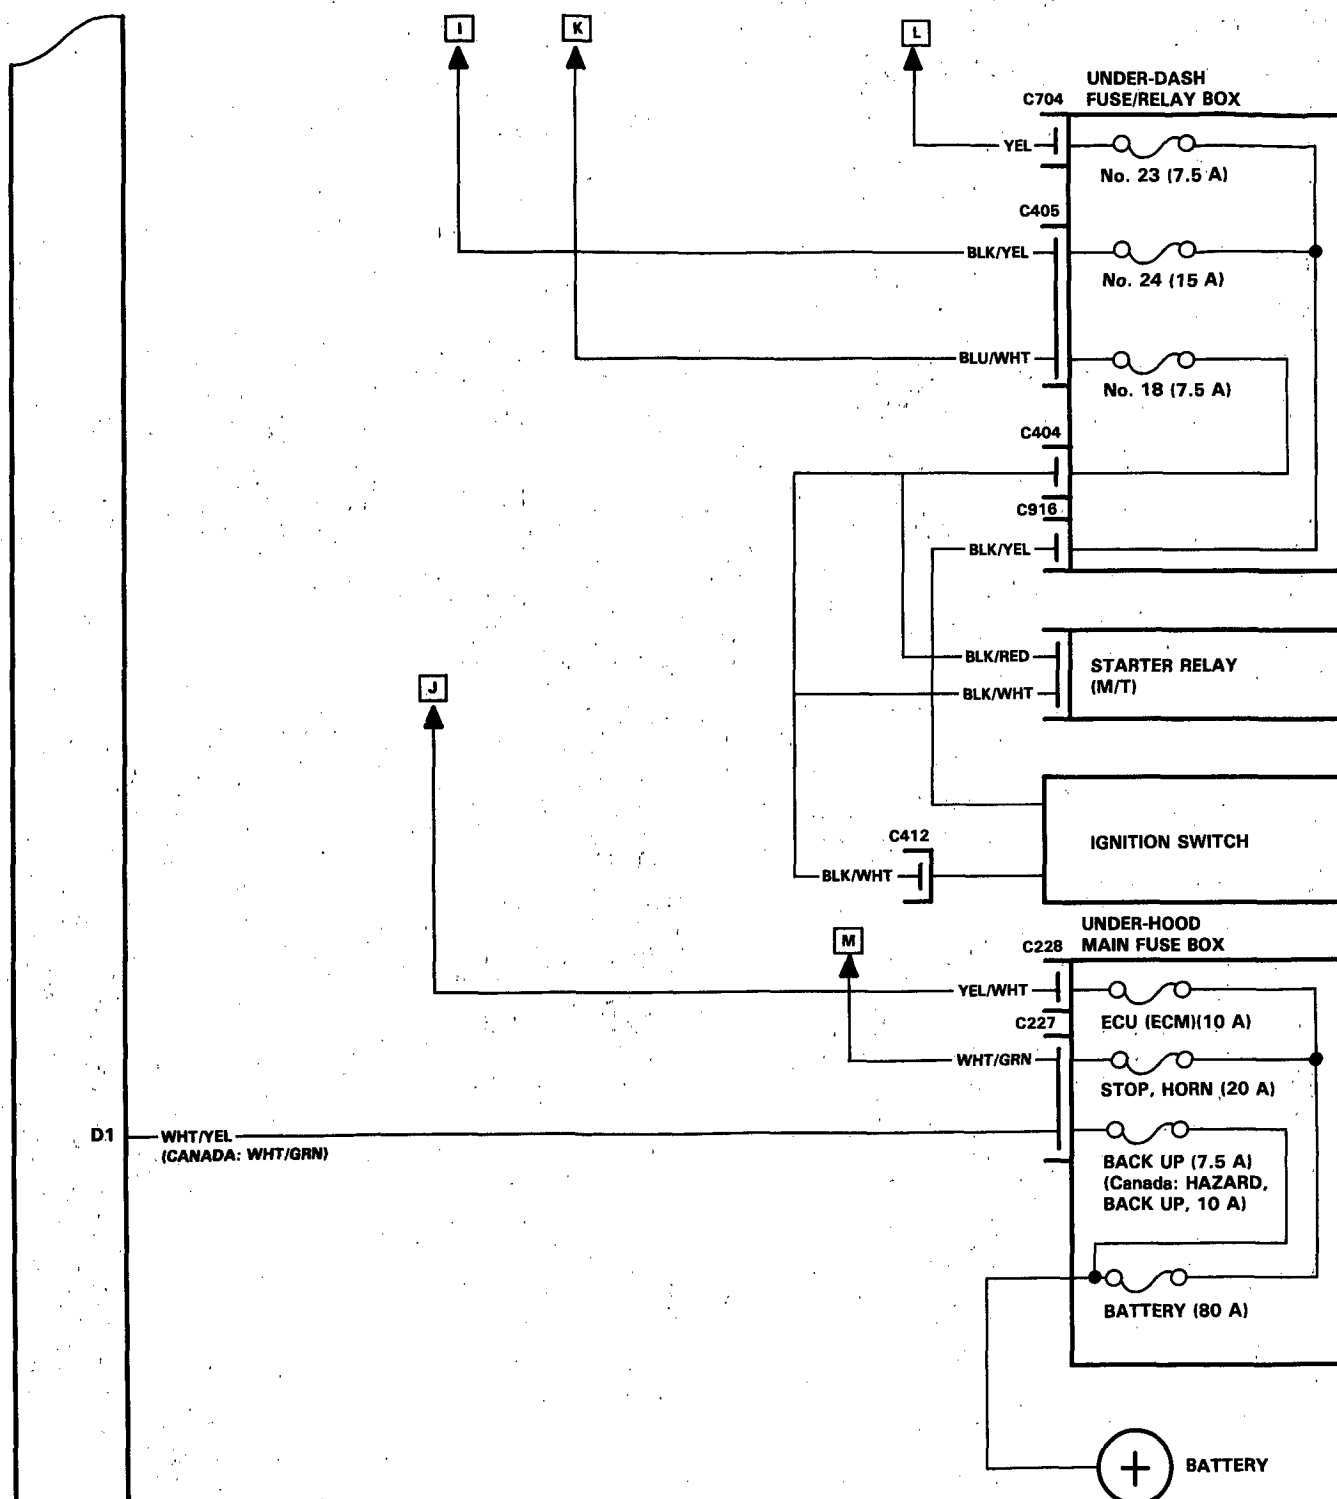 I
K
L
UNDER-DASH
FUSE/RELAY BOX
C704
YEL
No. 23 (7.5 A)
C405
BLK/YEL
No. 24 (15 A)
BLU/WHT
No. 18 (7.5 A)
C404
C916
BLK/YEL
BLK/RED
STARTER RELAY
(M/T)
BLK/WHT
J
IGNITION SWITCH
C412
BLK/WHT
UNDER-HOOD
MAIN FUSE BOX
M
C228
YEL/WHT
ECU (ECM)(10 A)
C227
WHT/GRN
STOP, HORN (20 A)
D1
WHT/YEL
(CANADA: WHT/GRN)
BACK UP (7.5 A)
(Canada: HAZARD,
BACK UP, 10 A)
BATTERY (80 A)
+
BATTERY